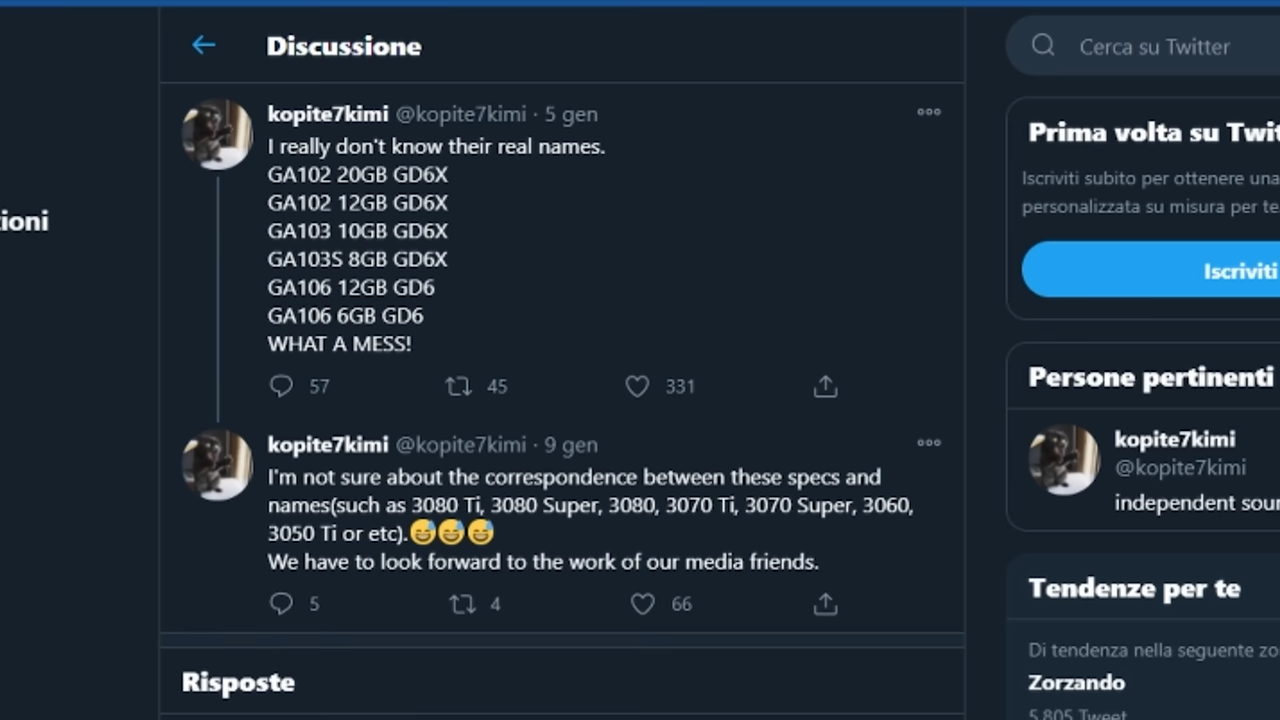 Discussione
kopite7kimi @kopite7kimi · 5 gen
I really don't know their real names.
GA102 20GB GD6X
GA102 12GB GD6X
GA103 10GB GD6X
GA103S 8GB GD6X
GA106 12GB GD6
GA106 6GB GD6
WHAT A MESS!
57 45 331
kopite7kimi @kopite7kimi · 9 gen
I'm not sure about the correspondence between these specs and
names(such as 3080 Ti, 3080 Super, 3080, 3070 Ti, 3070 Super, 3060,
3050 Ti or etc).😅😅😅
We have to look forward to the work of our media friends.
5 4 66
Risposte
Cerca su Twitter
Prima volta su Twit
Iscriviti subito per ottenere una
personalizzata su misura per te
Iscriviti
Persone pertinenti
kopite7kimi
@kopite7kimi
independent sour
Tendenze per te
Di tendenza nella seguente zo
Zorzando
5.805 Tweet
zioni